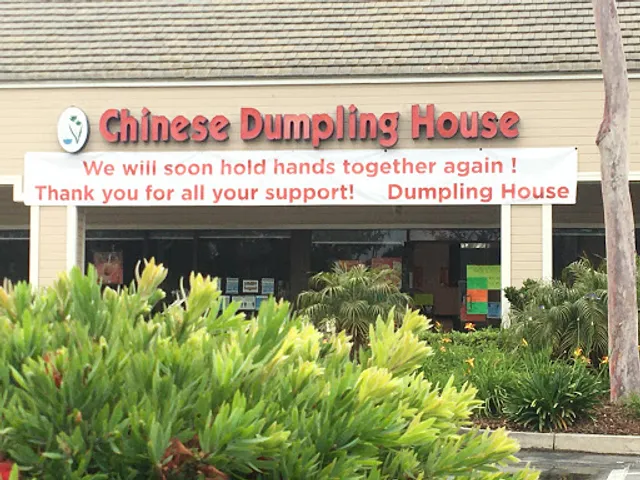 Chinese Dumpling House
We will soon hold hands together again !
Thank you for all your support! Dumpling House